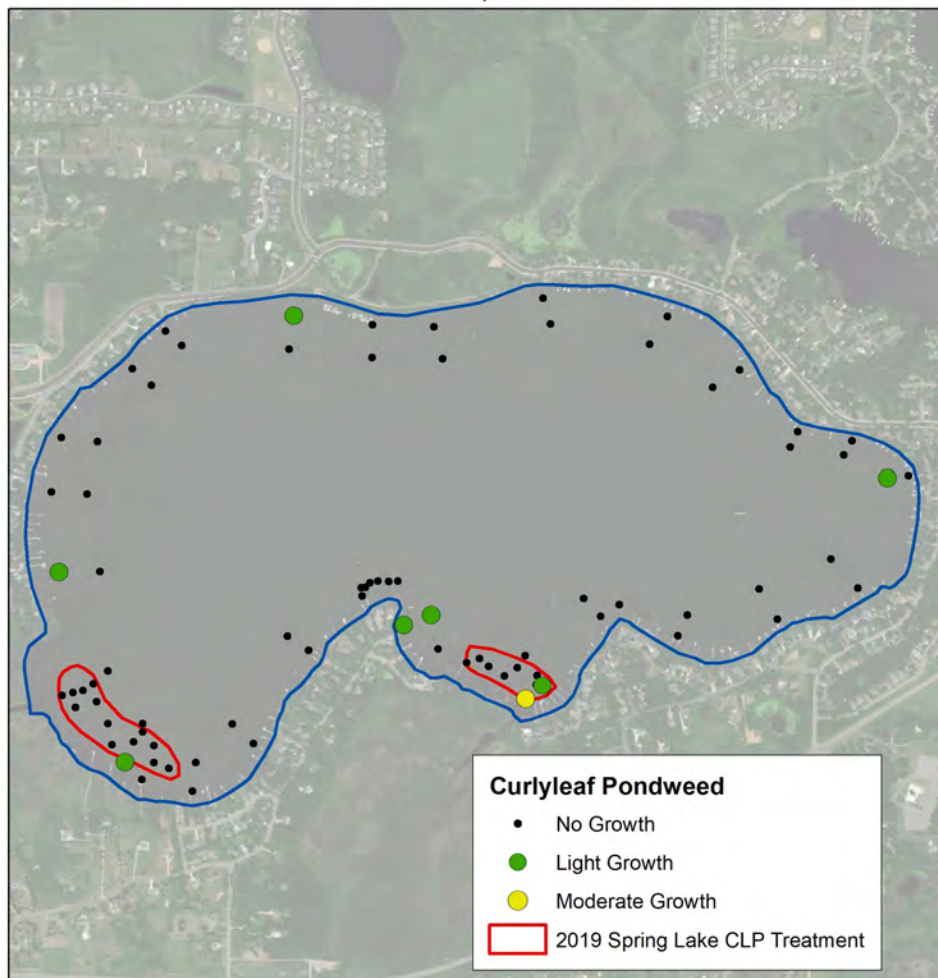 Curlyleaf Pondweed
No Growth
Light Growth
Moderate Growth
2019 Spring Lake CLP Treatment